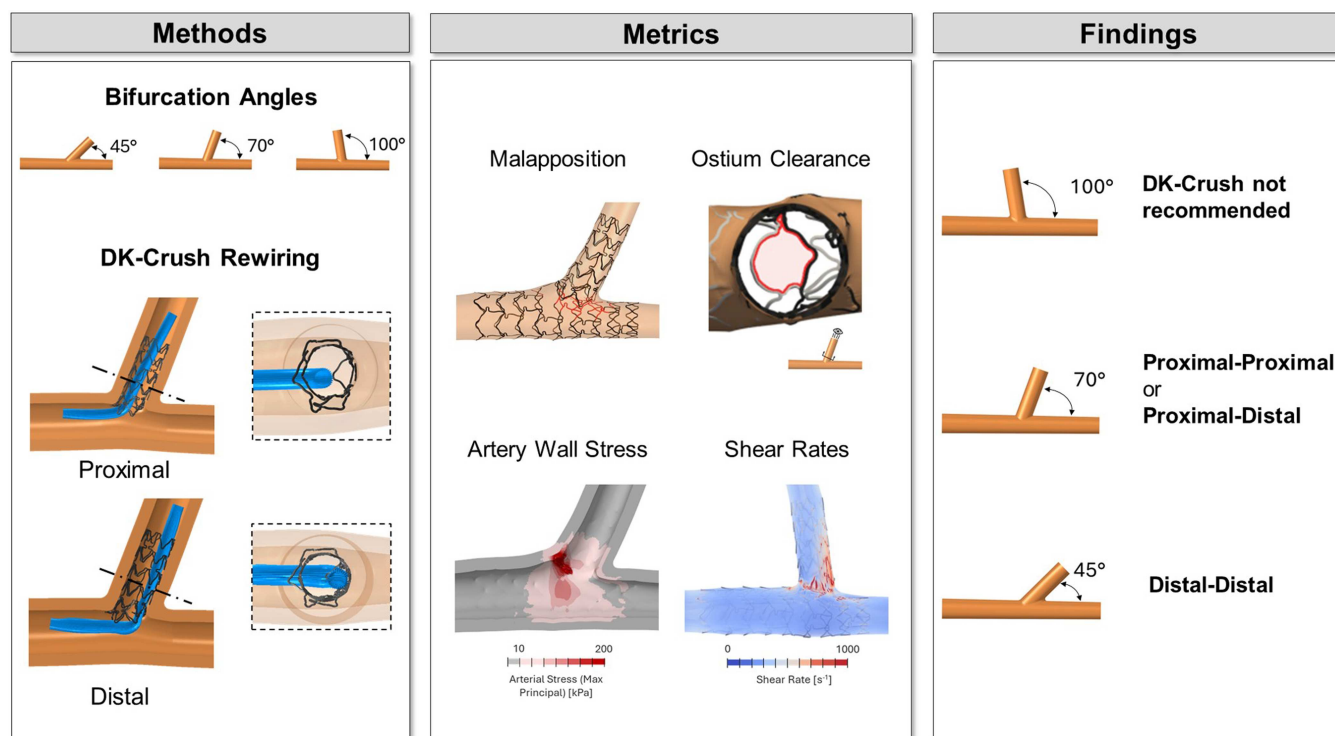 Methods
Bifurcation Angles
45°
70°
100°
DK-Crush Rewiring
Proximal
Distal
Metrics
Malapposition
Ostium Clearance
Artery Wall Stress
Shear Rates
10 200
Arterial Stress (Max
Principal) [kPa]
0 1000
Shear Rate [s⁻¹]
Findings
100°
DK-Crush not
recommended
70°
Proximal-Proximal
or
Proximal-Distal
45°
Distal-Distal